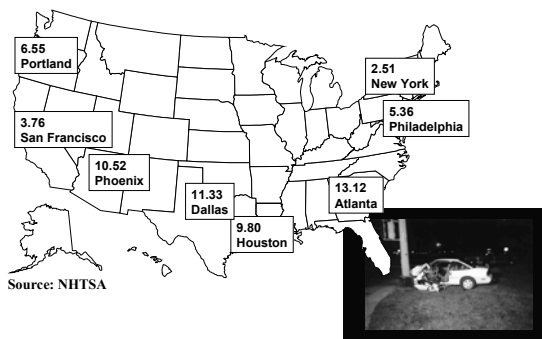 6.55
Portland
2.51
New York
3.76
San Francisco
5.36
Philadelphia
10.52
Phoenix
11.33
Dallas
13.12
Atlanta
9.80
Houston
Source: NHTSA